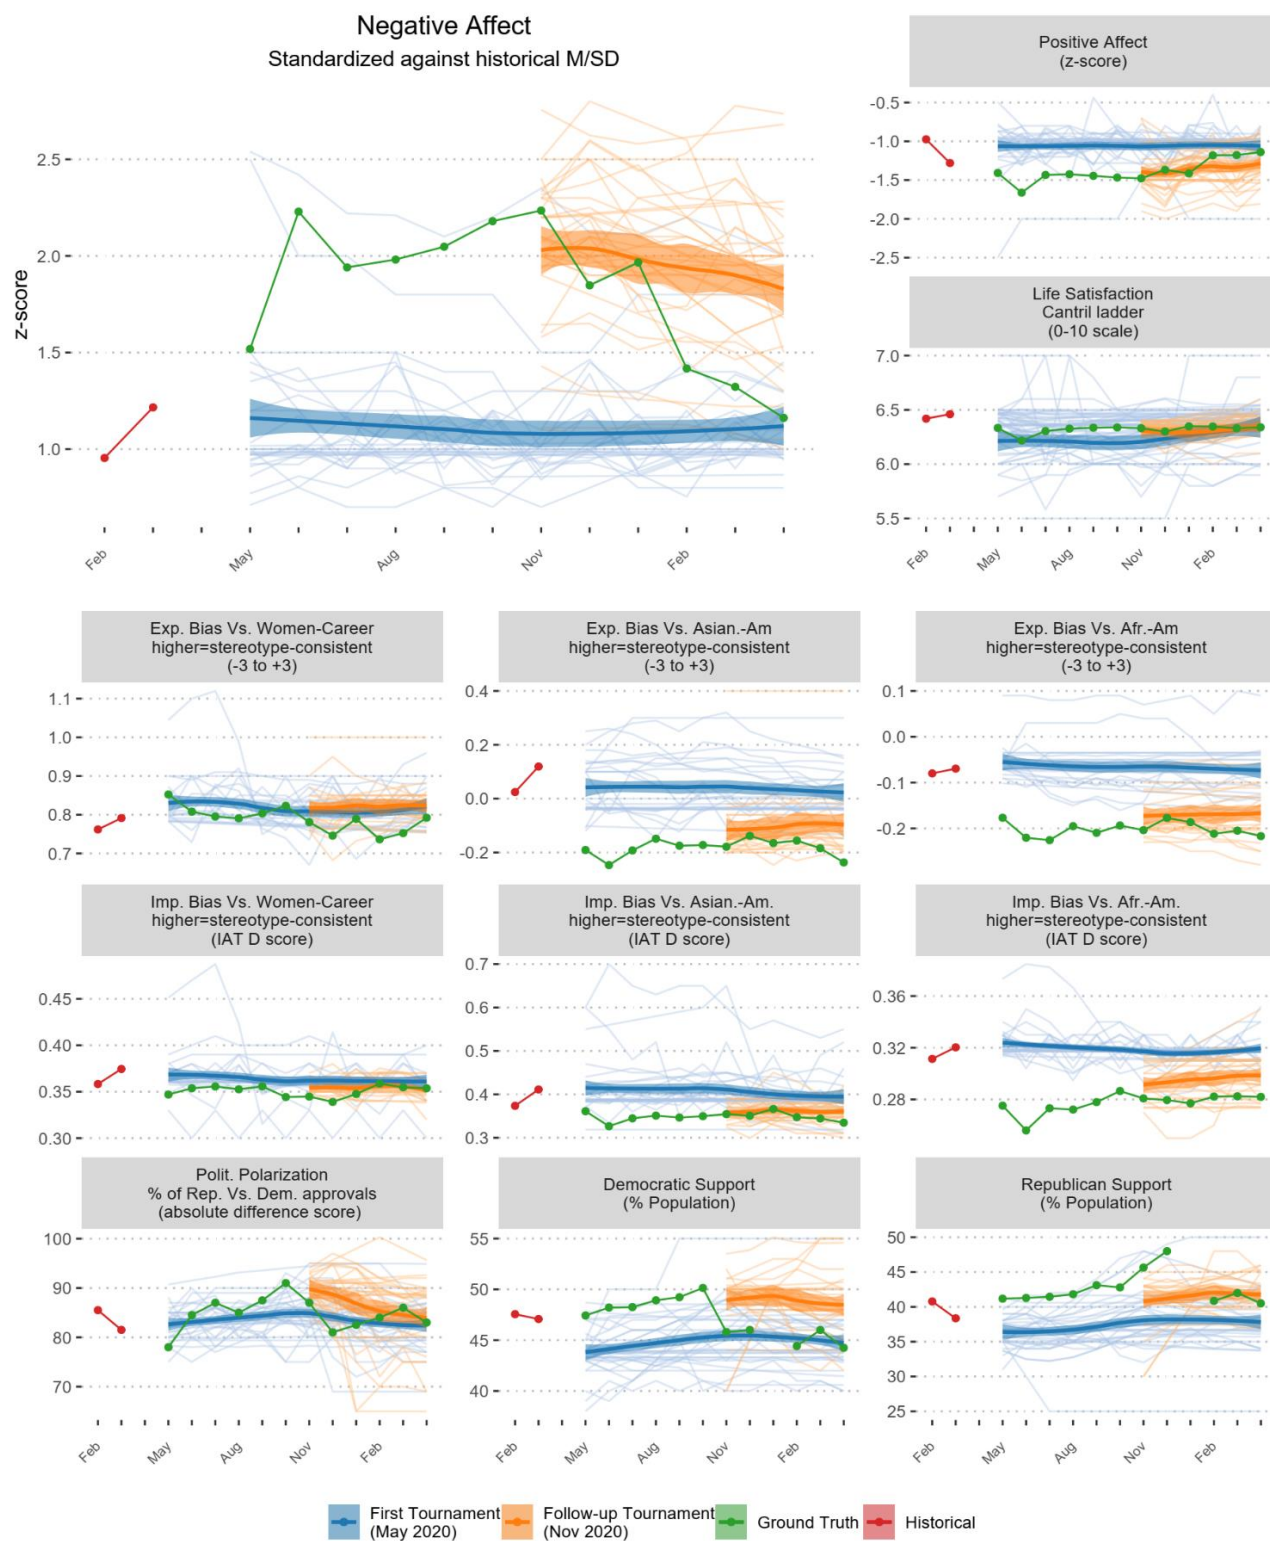 Negative Affect
Standardized against historical M/SD
z-score
2.5
2.0
1.5
1.0
Feb
May
Aug
Nov
Feb
Positive Affect
(z-score)
-0.5
-1.0
-1.5
-2.0
-2.5
Life Satisfaction
Cantril ladder
(0-10 scale)
7.0
6.5
6.0
5.5
Feb
May
Aug
Nov
Feb
Exp. Bias Vs. Women-Career
higher=stereotype-consistent
(-3 to +3)
1.1
1.0
0.9
0.8
0.7
Exp. Bias Vs. Asian.-Am
higher=stereotype-consistent
(-3 to +3)
0.4
0.2
0.0
-0.2
Exp. Bias Vs. Afr.-Am
higher=stereotype-consistent
(-3 to +3)
0.1
0.0
-0.1
-0.2
Imp. Bias Vs. Women-Career
higher=stereotype-consistent
(IAT D score)
0.45
0.40
0.35
0.30
Imp. Bias Vs. Asian.-Am.
higher=stereotype-consistent
(IAT D score)
0.7
0.6
0.5
0.4
0.3
Imp. Bias Vs. Afr.-Am.
higher=stereotype-consistent
(IAT D score)
0.36
0.32
0.28
Polit. Polarization
% of Rep. Vs. Dem. approvals
(absolute difference score)
100
90
80
70
Feb
May
Aug
Nov
Feb
Democratic Support
(% Population)
55
50
45
40
Feb
May
Aug
Nov
Feb
Republican Support
(% Population)
50
45
40
35
30
25
Feb
May
Aug
Nov
Feb
First Tournament
(May 2020)
Follow-up Tournament
(Nov 2020)
Ground Truth
Historical